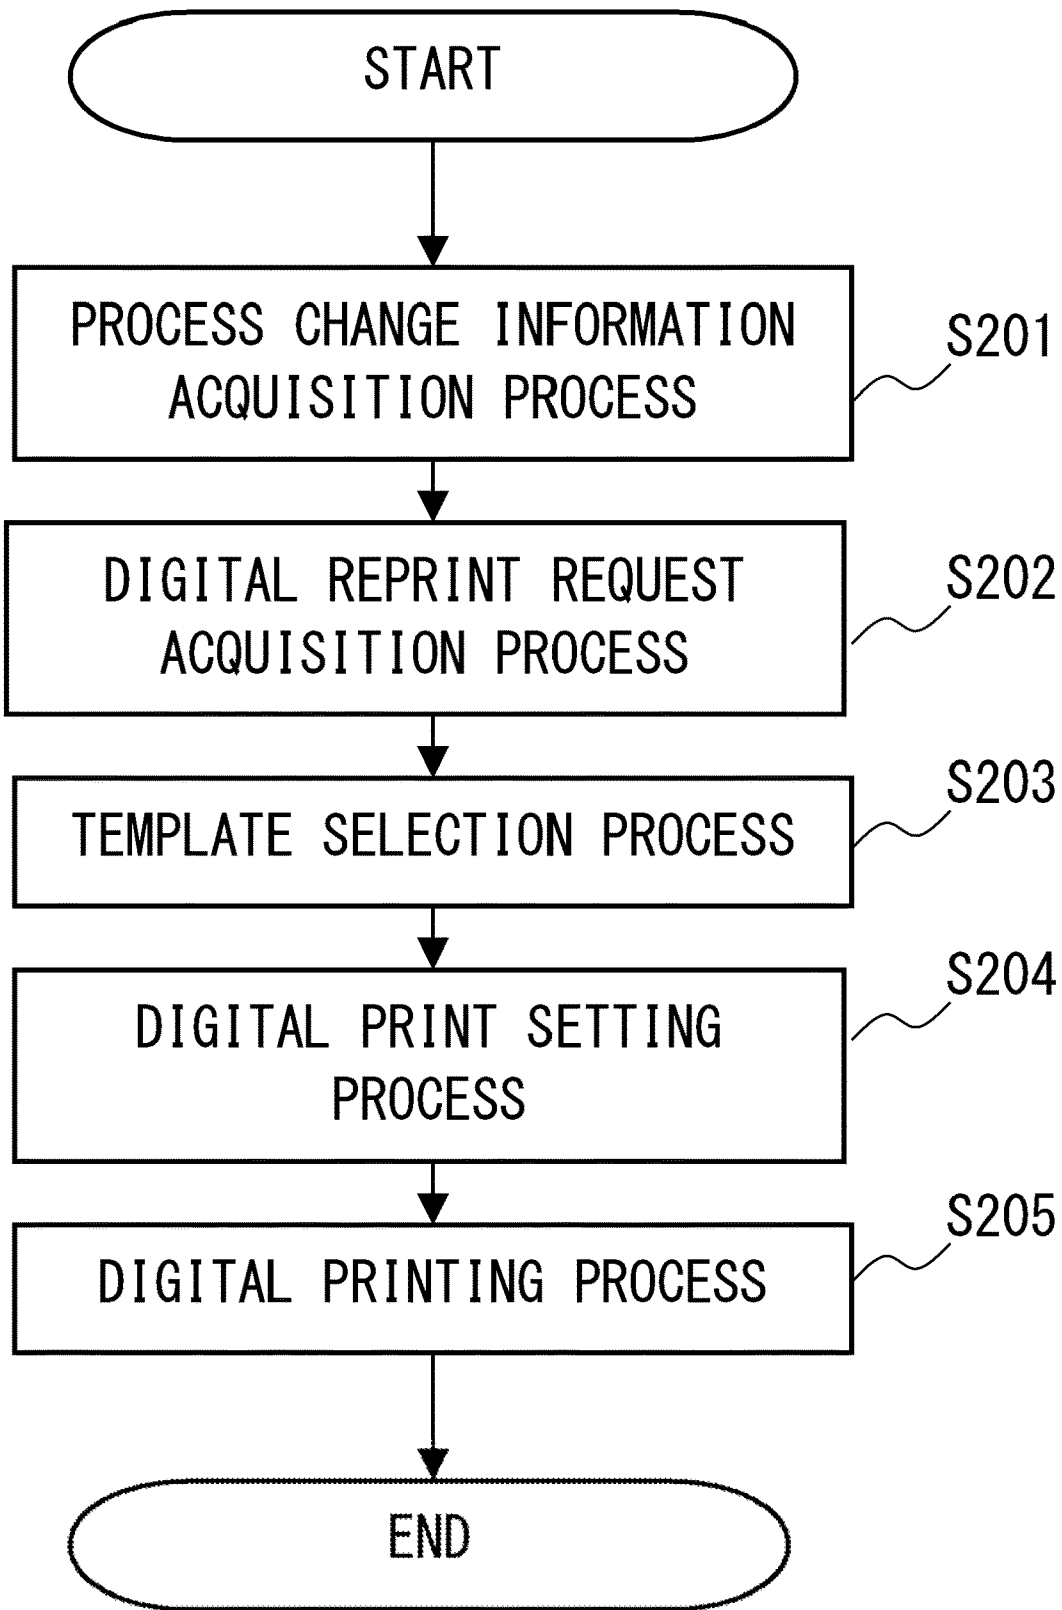 START
PROCESS CHANGE INFORMATION
ACQUISITION PROCESS
S201
DIGITAL REPRINT REQUEST
ACQUISITION PROCESS
S202
TEMPLATE SELECTION PROCESS
S203
DIGITAL PRINT SETTING
PROCESS
S204
DIGITAL PRINTING PROCESS
S205
END